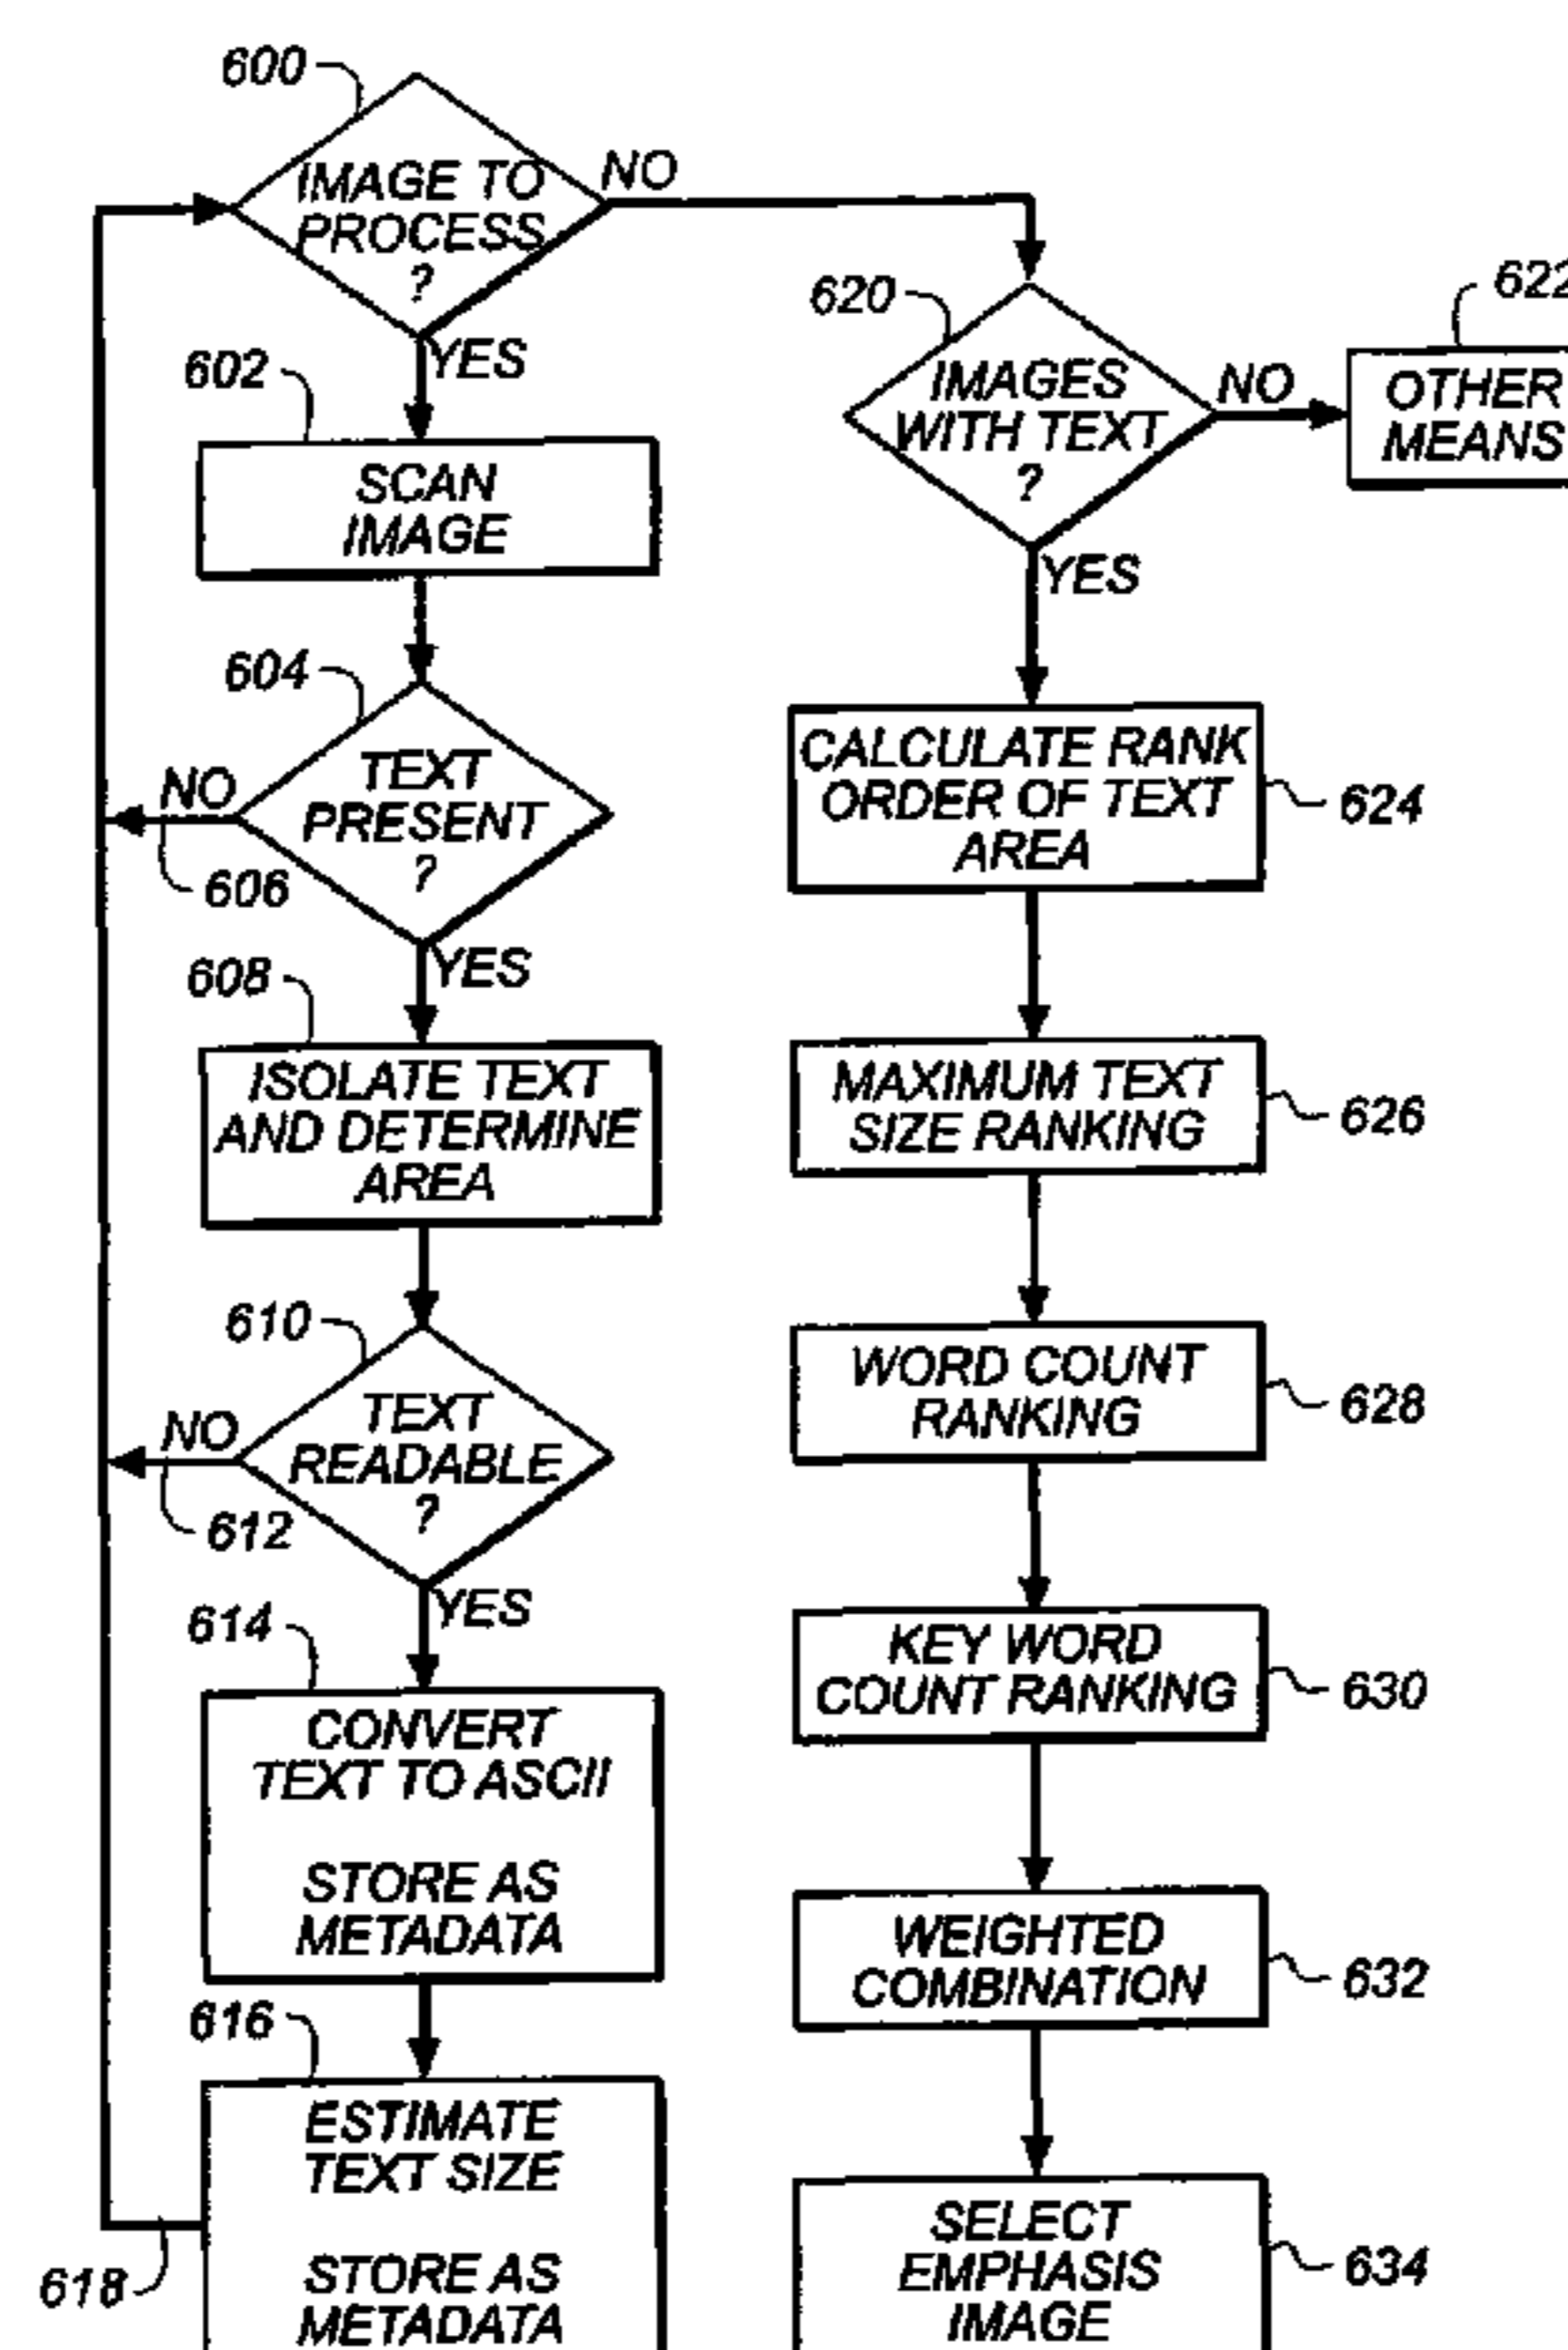 600
IMAGE TO
PROCESS
?
NO
YES
602
SCAN
IMAGE
604
TEXT
PRESENT
?
NO
606
YES
608
ISOLATE TEXT
AND DETERMINE
AREA
610
TEXT
READABLE
?
NO
612
YES
614
CONVERT
TEXT TO ASCII
STORE AS
METADATA
616
ESTIMATE
TEXT SIZE
STORE AS
METADATA
618
620
IMAGES
WITH TEXT
?
NO
YES
622
OTHER
MEANS
CALCULATE RANK
ORDER OF TEXT
AREA
624
MAXIMUM TEXT
SIZE RANKING
626
WORD COUNT
RANKING
628
KEY WORD
COUNT RANKING
630
WEIGHTED
COMBINATION
632
SELECT
EMPHASIS
IMAGE
634